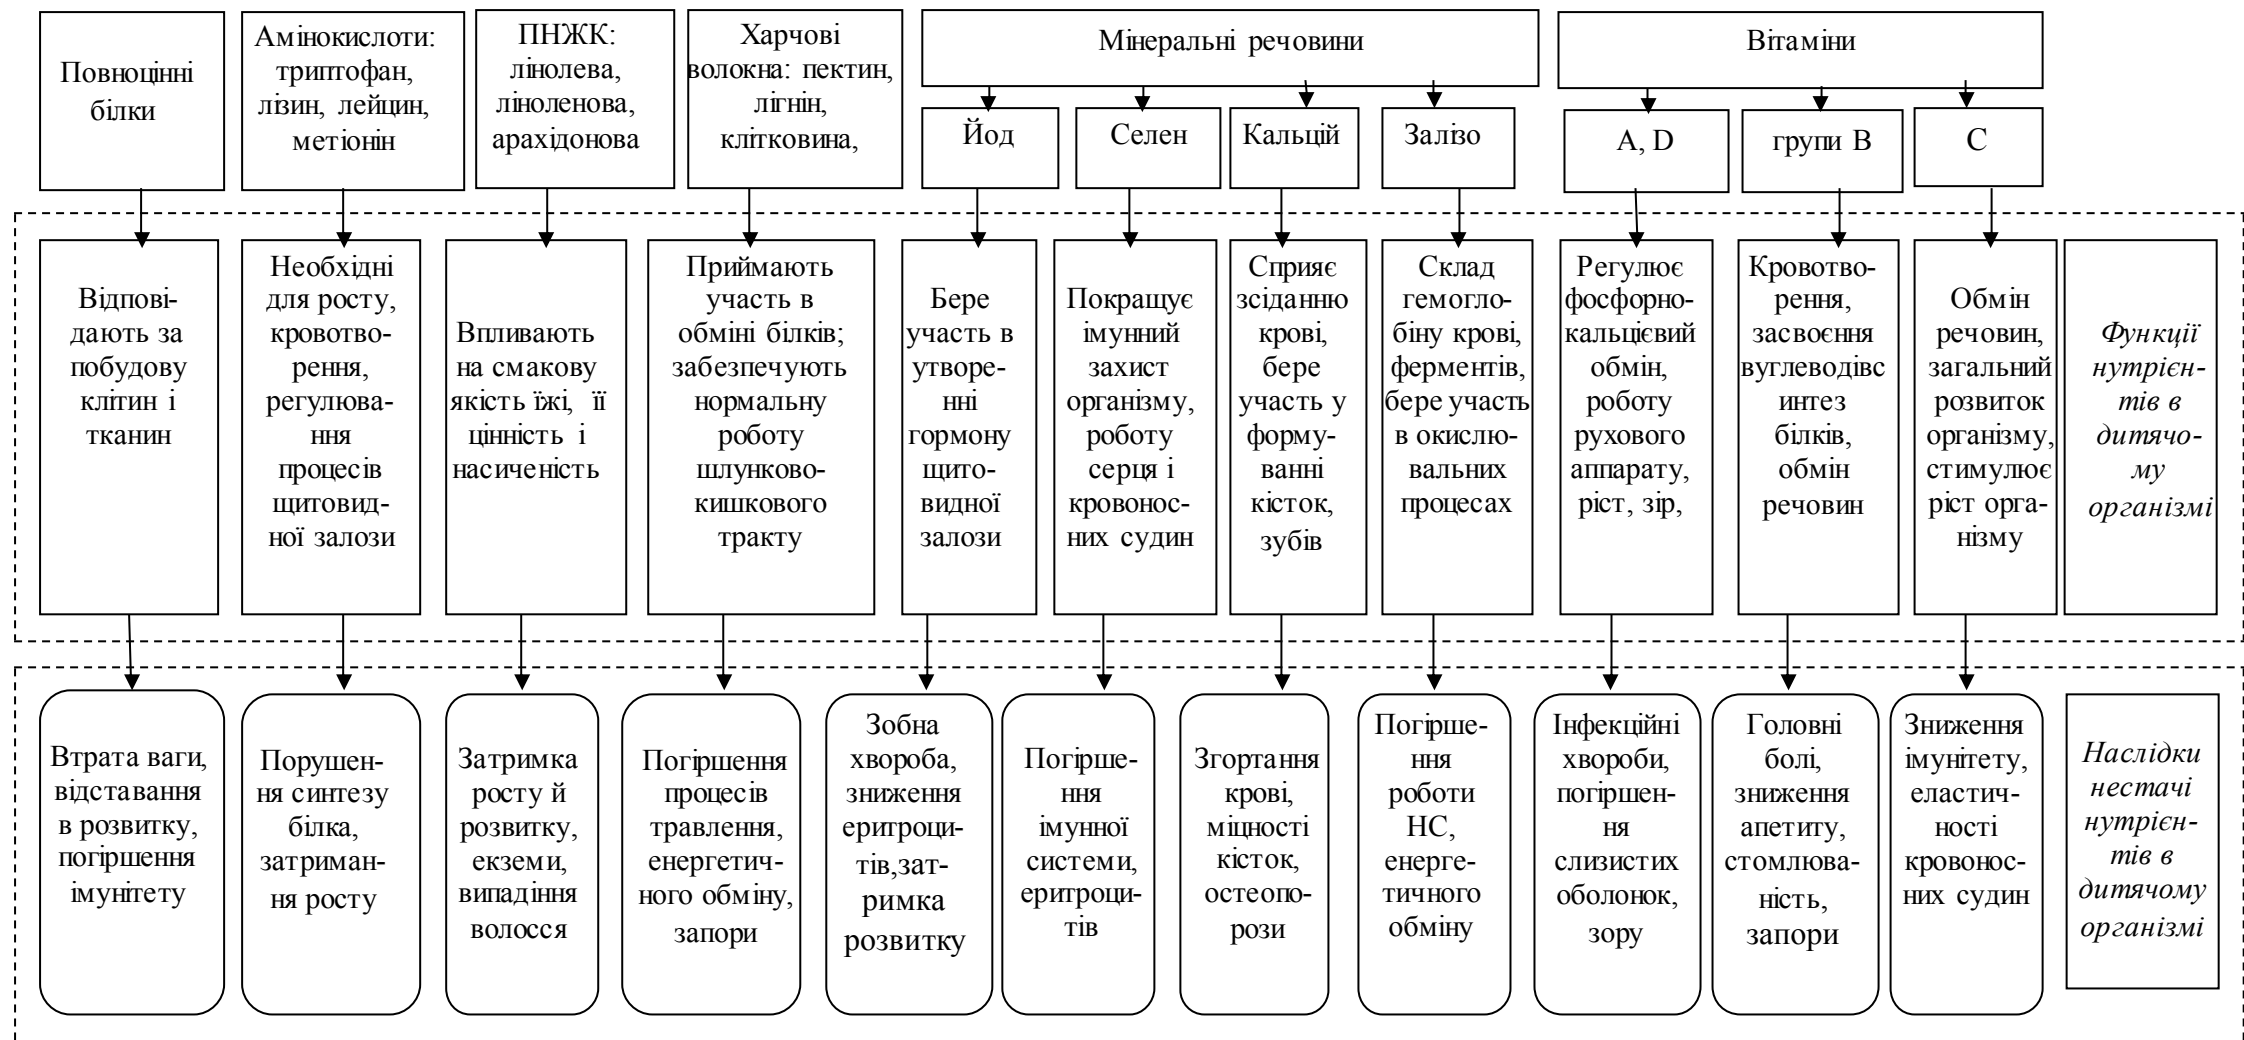 Повноцінні
білки
Амінокислоти:
триптофан,
лізин, лейцин,
метіонін
ПНЖК:
лінолева,
ліноленова,
арахідонова
Харчові
волокна: пектин,
лігнін,
клітковина,
Мінеральні речовини
Вітаміни
Йод
Селен
Кальцій
Залізо
A, D
групи В
С
Відпові-
дають за
побудову
клітин і
тканин
Необхідні
для росту,
кровотво-
рення,
регулюва-
ння
процесів
щитовид-
ної залози
Впливають
на смакову
якість їжі, її
цінність і
насиченість
Приймають
участь в
обміні білків;
забезпечують
нормальну
роботу
шлунково-
кишкового
тракту
Бере
участь в
утворе-
нні
гормону
щито-
видної
залози
Покращує
імунний
захист
організму,
роботу
серця і
кровонос-
них судин
Сприяє
зсіданню
крові,
бере
участь у
форму-
ванні
кісток,
зубів
Склад
гемогло-
біну крові,
ферментів,
бере участь
в окислю-
вальних
процесах
Регулює
фосфорно-
кальцієвий
обмін,
роботу
рухового
аппарату,
ріст, зір,
Кровотво-
рення,
засвоєння
вуглеводівс
интез
білків,
обмін
речовин
Обмін
речовин,
загальний
розвиток
організму,
стимулює
ріст орга-
нізму
Функції
нутрієн-
тів в
дитячо-
му
організмі
Втрата ваги,
відставання
в розвитку,
погіршення
імунітету
Порушен-
ня синтезу
білка,
затриман-
ня росту
Затримка
росту й
розвитку,
екземи,
випадіння
волосся
Погіршення
процесів
травлення,
енергетич-
ного обміну,
запори
Зобна
хвороба,
зниження
еритроци-
тів,зат-
римка
розвитку
Погірше-
ння
імунної
системи,
еритроци-
тів
Згортання
крові,
міцності
кісток,
остеопо-
рози
Погірше-
ння
роботи
НС,
енерге-
тичного
обміну
Інфекційні
хвороби,
погіршен-
ня
слизистих
оболонок,
зору
Головні
болі,
зниження
апетиту,
стомлюва-
ність,
запори
Зниження
імунітету,
еластич-
ності
кровонос-
них судин
Наслідки
нестачі
нутрієн-
тів в
дитячому
організмі